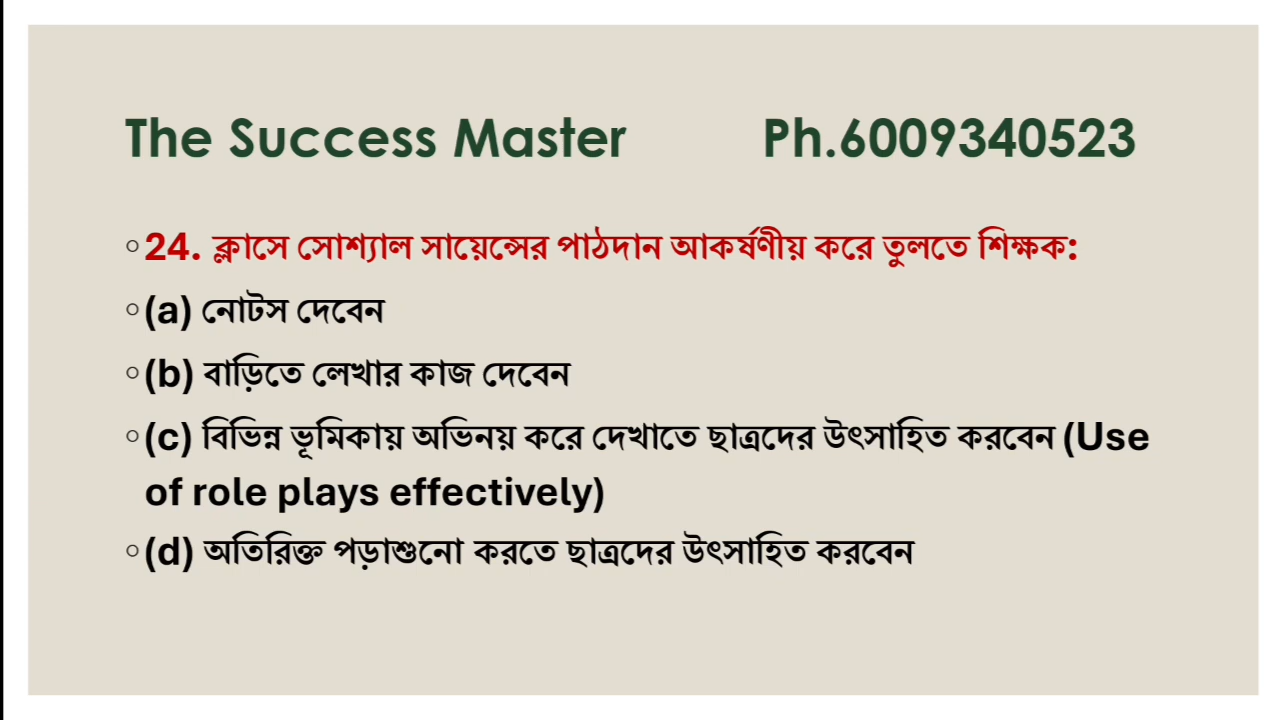 The Success Master Ph.6009340523
24. ক্লাসে সোশ্যাল সায়েন্সের পাঠদান আকর্ষণীয় করে তুলতে শিক্ষক:
(a) নোটস দেবেন
(b) বাড়িতে লেখার কাজ দেবেন
(c) বিভিন্ন ভূমিকায় অভিনয় করে দেখাতে ছাত্রদের উৎসাহিত করবেন (Use
of role plays effectively)
(d) অতিরিক্ত পড়াশুনো করতে ছাত্রদের উৎসাহিত করবেন